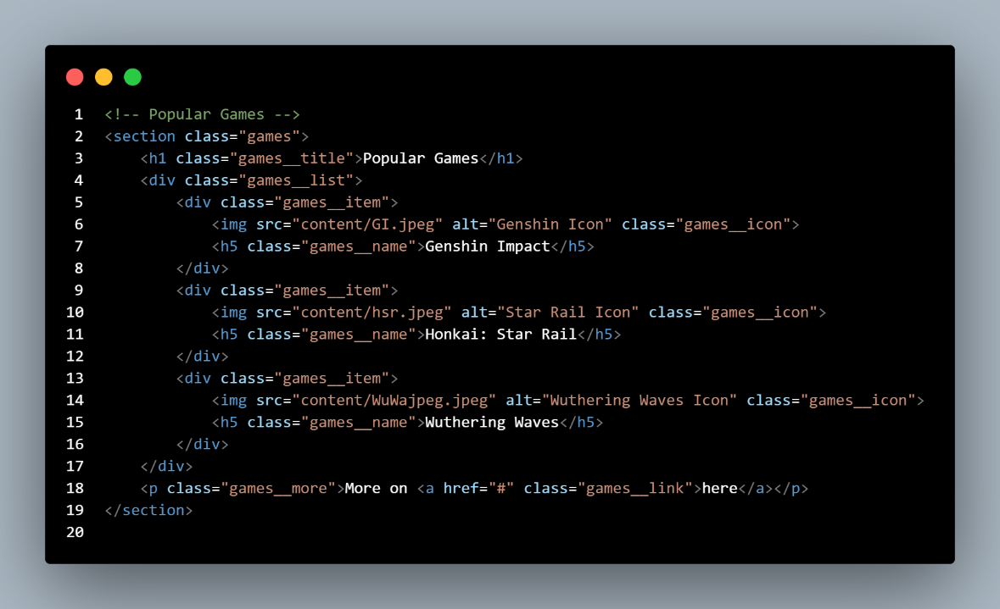 1 <!-- Popular Games -->
2 <section class="games">
3     <h1 class="games__title">Popular Games</h1>
4     <div class="games__list">
5         <div class="games__item">
6             <img src="content/GI.jpeg" alt="Genshin Icon" class="games__icon">
7             <h5 class="games__name">Genshin Impact</h5>
8         </div>
9         <div class="games__item">
10             <img src="content/hsr.jpeg" alt="Star Rail Icon" class="games__icon">
11             <h5 class="games__name">Honkai: Star Rail</h5>
12         </div>
13         <div class="games__item">
14             <img src="content/WuWajpeg.jpeg" alt="Wuthering Waves Icon" class="games__icon">
15             <h5 class="games__name">Wuthering Waves</h5>
16         </div>
17     </div>
18     <p class="games__more">More on <a href="#" class="games__link">here</a></p>
19 </section>
20